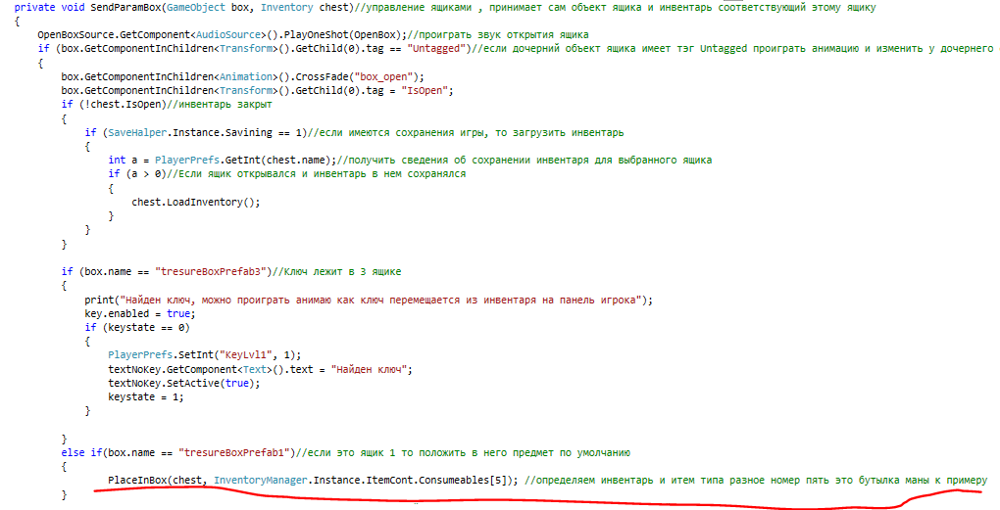 private void SendParamBox(GameObject box, Inventory chest)//управление ящиками , принимает сам объект ящика и инвентарь соответствующий этому ящику
{
OpenBoxSource.GetComponent<AudioSource>().PlayOneShot(OpenBox);//проиграть звук открытия ящика
if (box.GetComponentInChildren<Transform>().GetChild(0).tag == "Untagged")//если дочерний объект ящика имеет тэг Untagged проиграть анимацию и изменить у дочернего
{
box.GetComponentInChildren<Animation>().CrossFade("box_open");
box.GetComponentInChildren<Transform>().GetChild(0).tag = "IsOpen";
if (!chest.IsOpen)//инвентарь закрыт
{
if (SaveHalper.Instance.Savining == 1)//если имеются сохранения игры, то загрузить инвентарь
{
int a = PlayerPrefs.GetInt(chest.name);//получить сведения об сохранении инвентаря для выбранного ящика
if (a > 0)//Если ящик открывался и инвентарь в нем сохранялся
{
chest.LoadInventory();
}
}
}
if (box.name == "tresureBoxPrefab3")//Ключ лежит в 3 ящике
{
print("Найден ключ, можно проиграть анимаю как ключ перемещается из инвентаря на панель игрока");
key.enabled = true;
if (keystate == 0)
{
PlayerPrefs.SetInt("KeyLvl1", 1);
textNoKey.GetComponent<Text>().text = "Найден ключ";
textNoKey.SetActive(true);
keystate = 1;
}
}
else if(box.name == "tresureBoxPrefab1")//если это ящик 1 то положить в него предмет по умолчанию
{
PlaceInBox(chest, InventoryManager.Instance.ItemCont.Consumeables[5]); //определяем инвентарь и итем типа разное номер пять это бутылка маны к примеру
}